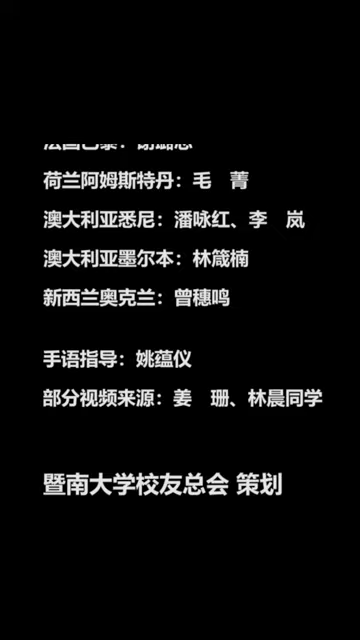 荷兰阿姆斯特丹：毛　菁
澳大利亚悉尼：潘咏红、李　岚
澳大利亚墨尔本：林箴楠
新西兰奥克兰：曾穗鸣
手语指导：姚蕴仪
部分视频来源：姜　珊、林晨同学
暨南大学校友总会 策划